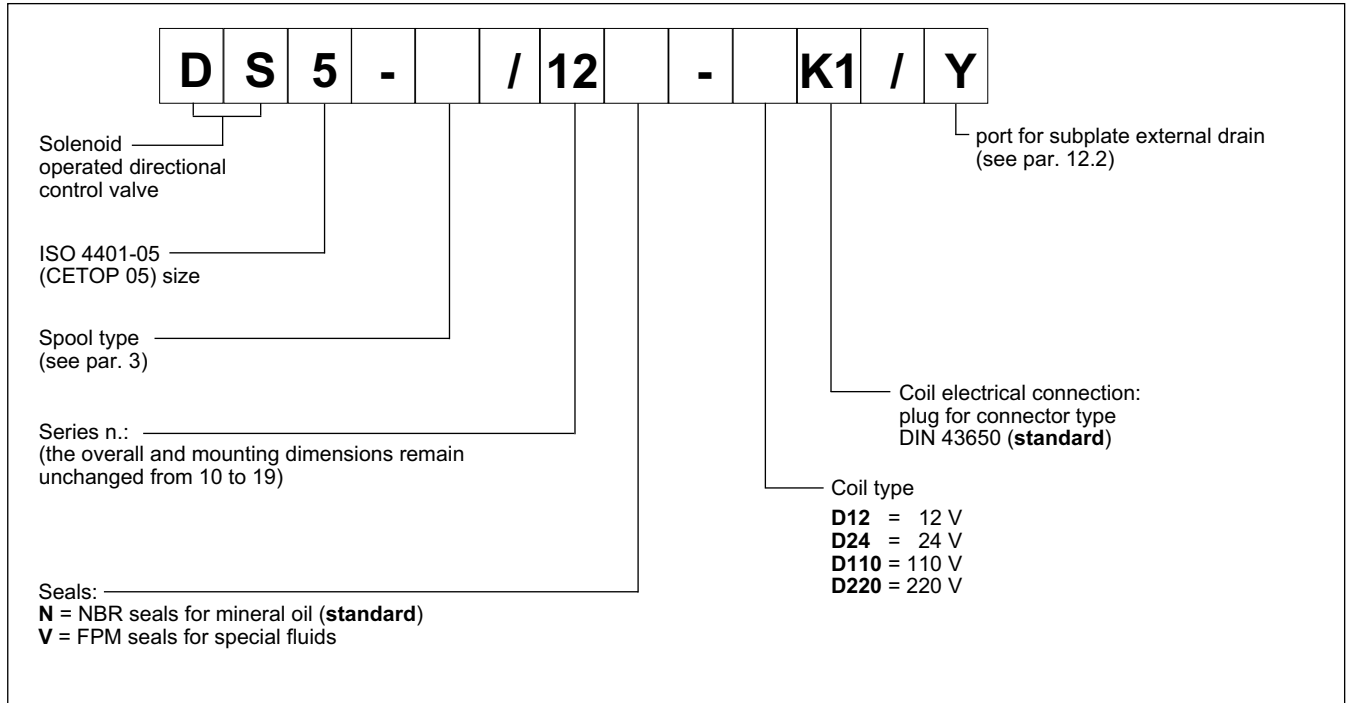 D S 5 - / 12 - K1 / Y
Solenoid
operated directional
control valve
port for subplate external drain
(see par. 12.2)
ISO 4401-05
(CETOP 05) size
Spool type
(see par. 3)
Coil electrical connection:
plug for connector type
DIN 43650 (standard)
Series n.:
(the overall and mounting dimensions remain
unchanged from 10 to 19)
Coil type
D12 = 12 V
D24 = 24 V
D110 = 110 V
D220 = 220 V
Seals:
N = NBR seals for mineral oil (standard)
V = FPM seals for special fluids